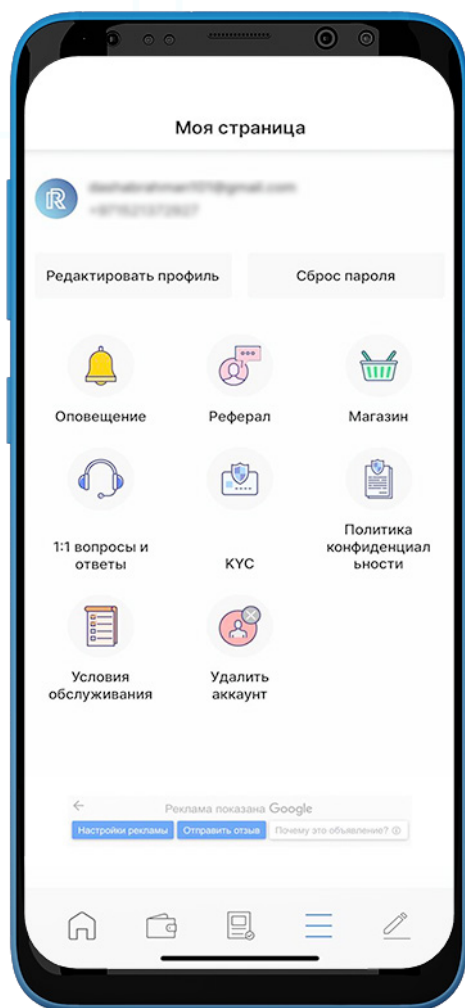 Моя страница
Редактировать профиль
Сброс пароля
Оповещение
Реферал
Магазин
1:1 вопросы и
ответы
KYC
Политика
конфиденциал
ьности
Условия
обслуживания
Удалить
аккаунт
Реклама показана Google
Настройки рекламы
Отправить отзыв
Почему это объявление?